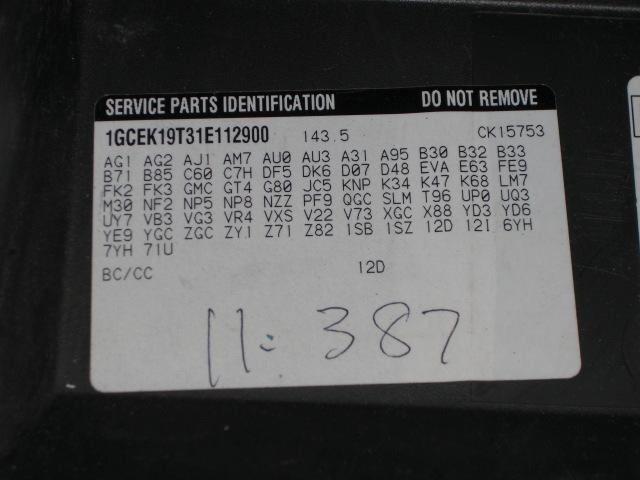 SERVICE PARTS IDENTIFICATION DO NOT REMOVE
1GCEK19T31E112900 143.5 CK15753
AG1 AG2 AJ1 AM7 AU0 AU3 A31 A95 B30 B32 B33
B71 B85 C60 C7H DF5 DK6 D07 D48 EVA E63 FE9
FK2 FK3 GMC GT4 G80 JC5 KNP K34 K47 K68 LM7
M30 NF2 NP5 NP8 NZZ PF9 QGC SLM T96 UP0 UQ3
UY7 VB3 VG3 VR4 VXS V22 V73 XGC X88 YD3 YD6
YE9 YGC ZGC ZY1 Z71 Z82 1SB 1SZ 12D 12I 6YH
7YH 71U
BC/CC 12D
11: 387